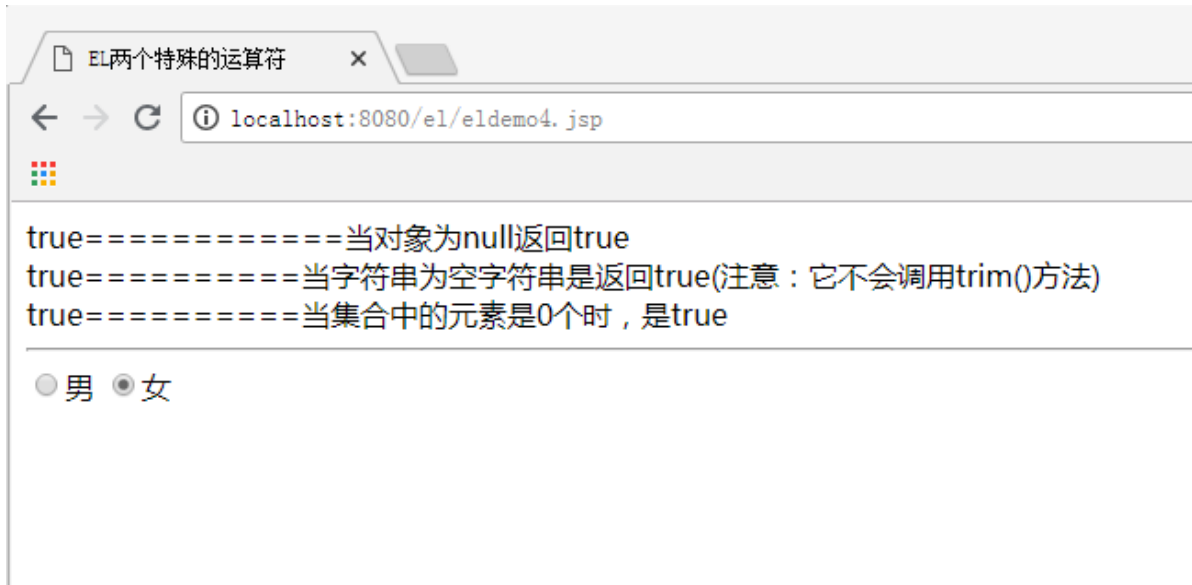 EL两个特殊的运算符
localhost:8080/el/eldemo4.jsp
true============当对象为null返回true
true==========当字符串为空字符串是返回true(注意：它不会调用trim()方法)
true==========当集合中的元素是0个时，是true
男 女